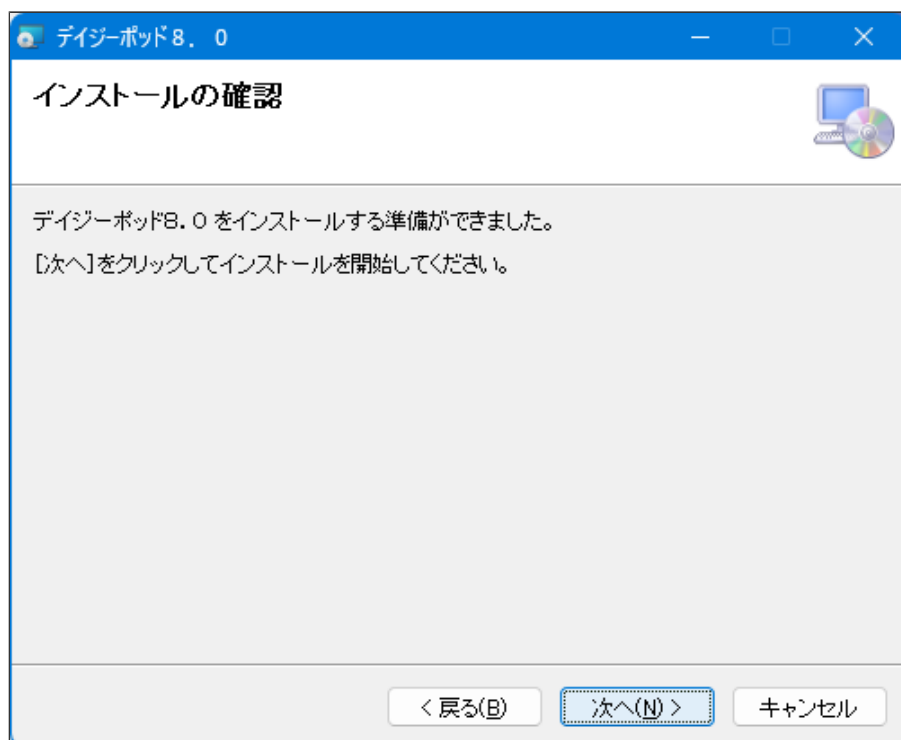 デイジーポッド８．０
インストールの確認
デイジーポッド８．０ をインストールする準備ができました。
[次へ]をクリックしてインストールを開始してください。
< 戻る(B)
次へ(N) >
キャンセル